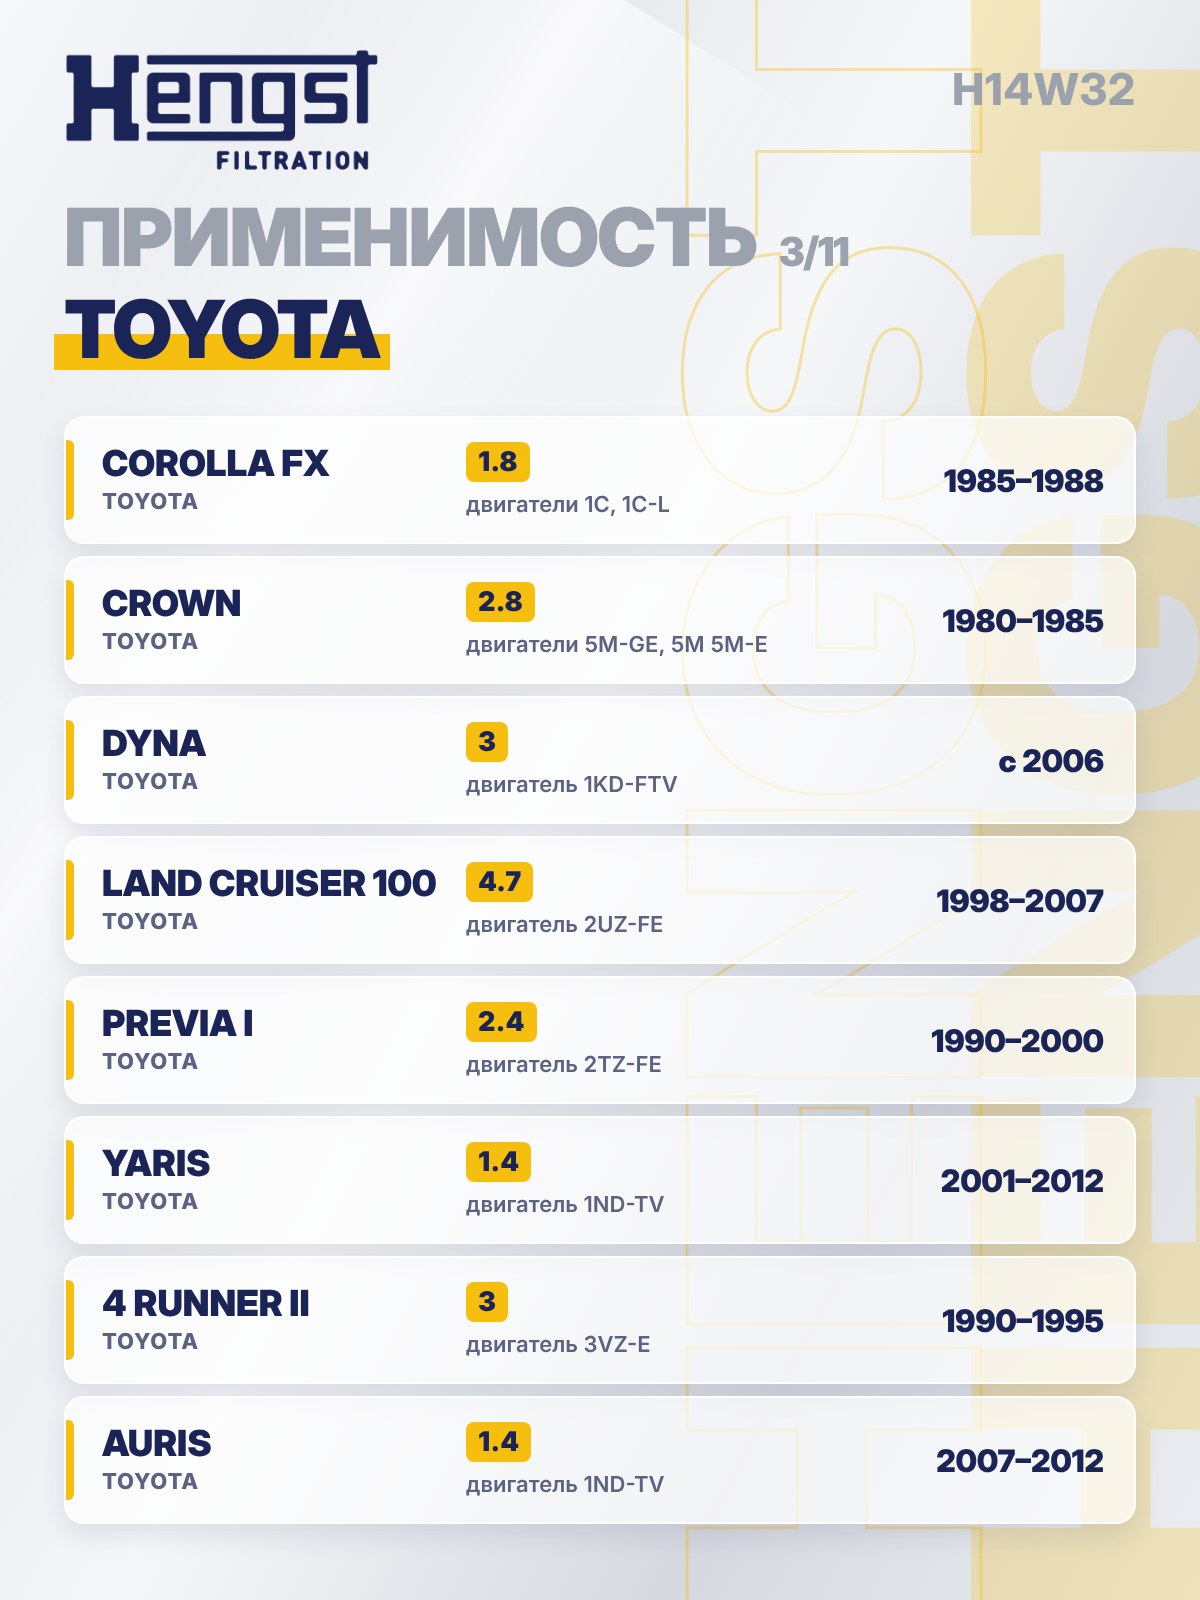 Hengst
FILTRATION
H14W32
ПРИМЕНИМОСТЬ 3/11
TOYOTA
COROLLA FX
TOYOTA
1.8
двигатели 1C, 1C-L
1985–1988
CROWN
TOYOTA
2.8
двигатели 5M-GE, 5M 5M-E
1980–1985
DYNA
TOYOTA
3
двигатель 1KD-FTV
с 2006
LAND CRUISER 100
TOYOTA
4.7
двигатель 2UZ-FE
1998–2007
PREVIA I
TOYOTA
2.4
двигатель 2TZ-FE
1990–2000
YARIS
TOYOTA
1.4
двигатель 1ND-TV
2001–2012
4 RUNNER II
TOYOTA
3
двигатель 3VZ-E
1990–1995
AURIS
TOYOTA
1.4
двигатель 1ND-TV
2007–2012
HENGST
HENGST